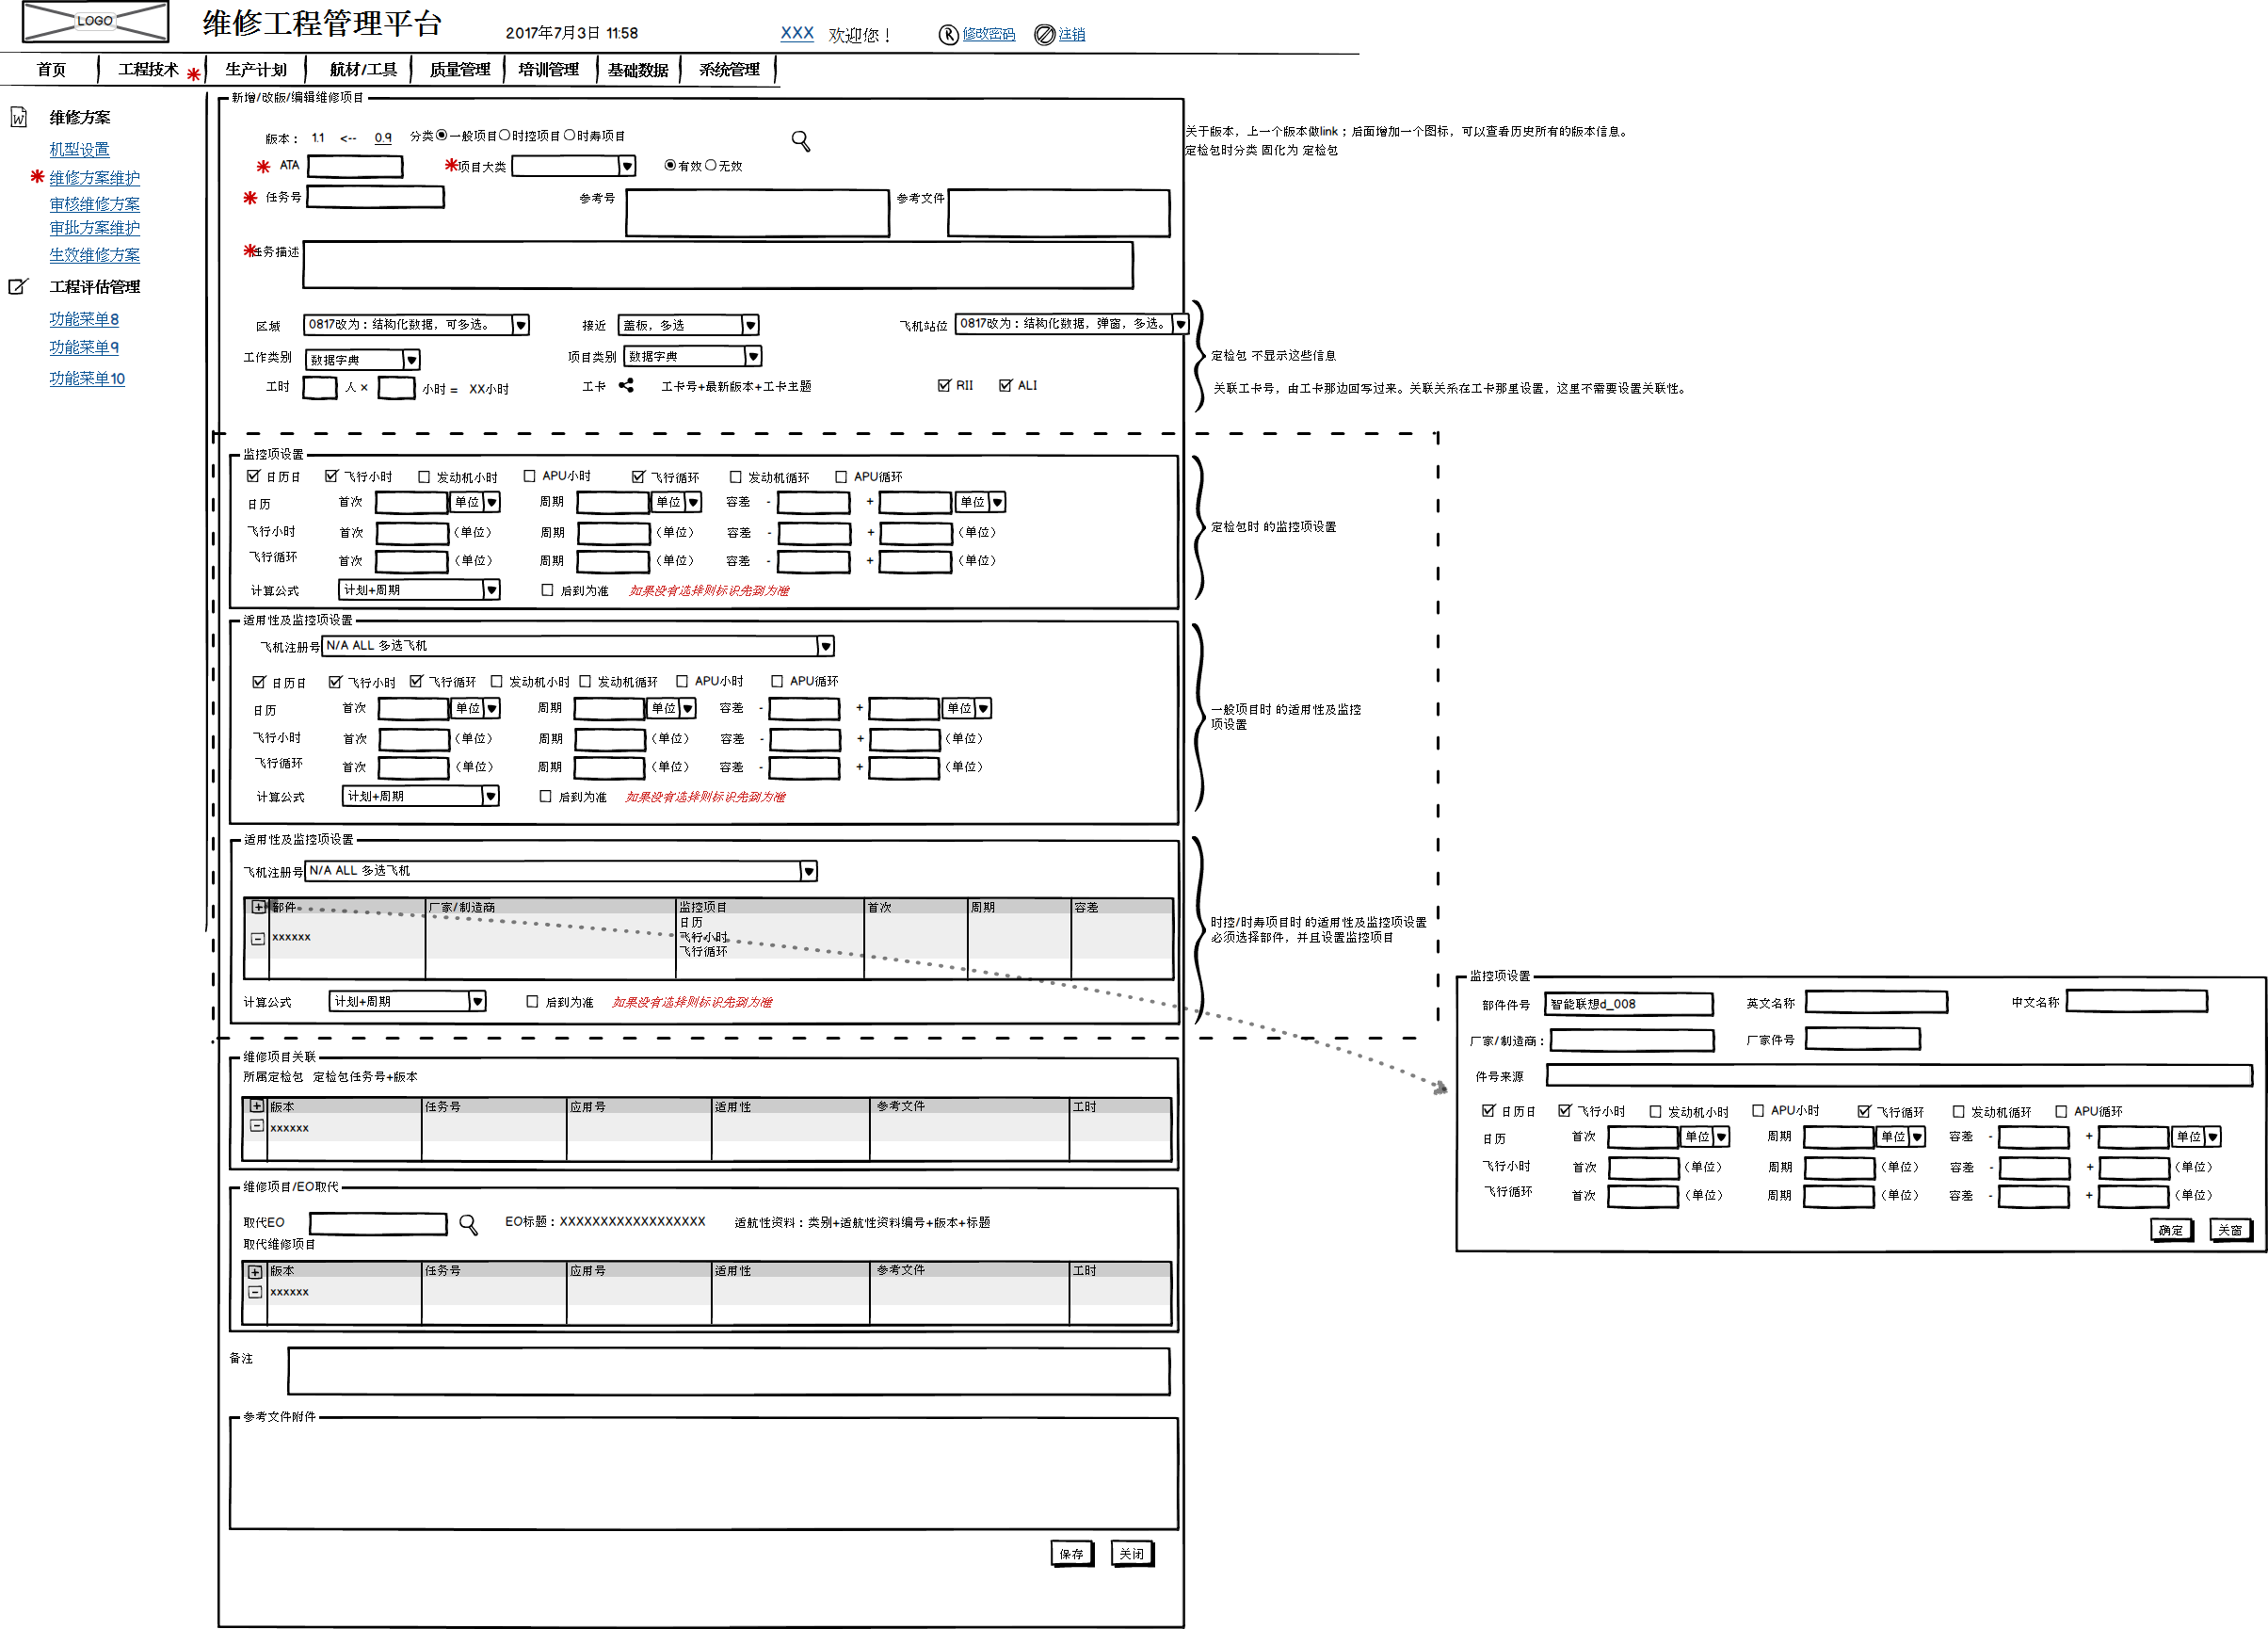 LOGO
维修工程管理平台
2017年7月3日 11:58
XXX 欢迎您！
修改密码
注销
首页 工程技术 生产计划 航材/工具 质量管理 培训管理 基础数据 系统管理
维修方案
机型设置
维修方案维护
审核维修方案
审批方案维护
生效维修方案
工程评估管理
功能菜单8
功能菜单9
功能菜单10
新增/改版/编辑维修项目
版本： 1.1 <-- 0.9 分类 一般项目 时控项目 时寿项目
关于版本，上一个版本做link；后面增加一个图标，可以查看历史所有的版本信息。
定检包时分类 固化为 定检包
ATA 项目大类 有效 无效
任务号 参考号 参考文件
任务描述
区域 0817改为：结构化数据，可多选。 接近 盖板，多选 飞机站位 0817改为：结构化数据，弹窗，多选。
工作类别 数据字典 项目类别 数据字典
定检包 不显示这些信息
工时 人 × 小时 = XX小时 工卡 工卡号+最新版本+工卡主题 RII ALI
关联工卡号，由工卡那边回写过来。关联关系在工卡那里设置，这里不需要设置关联性。
监控项设置
日历日 飞行小时 发动机小时 APU小时 飞行循环 发动机循环 APU循环
日历 首次 单位 周期 单位 容差 - + 单位
飞行小时 首次 （单位） 周期 （单位） 容差 - + （单位）
飞行循环 首次 （单位） 周期 （单位） 容差 - + （单位）
计算公式 计划+周期 后到为准 如果没有选择则标识先到为准
定检包时 的监控项设置
适用性及监控项设置
飞机注册号 N/A ALL 多选飞机
日历日 飞行小时 飞行循环 发动机小时 发动机循环 APU小时 APU循环
日历 首次 单位 周期 单位 容差 - + 单位
飞行小时 首次 （单位） 周期 （单位） 容差 - + （单位）
飞行循环 首次 （单位） 周期 （单位） 容差 - + （单位）
计算公式 计划+周期 后到为准 如果没有选择则标识先到为准
一般项目时 的适用性及监控
项设置
适用性及监控项设置
飞机注册号 N/A ALL 多选飞机
部件 厂家/制造商 监控项目 首次 周期 容差
日历
xxxxxx 飞行小时
飞行循环
计算公式 计划+周期 后到为准 如果没有选择则标识先到为准
时控/时寿项目时 的适用性及监控项设置
必须选择部件，并且设置监控项目
监控项设置
部件件号 智能联想d_008 英文名称 中文名称
厂家/制造商： 厂家件号
件号来源
日历日 飞行小时 发动机小时 APU小时 飞行循环 发动机循环 APU循环
日历 首次 单位 周期 单位 容差 - + 单位
飞行小时 首次 （单位） 周期 （单位） 容差 - + （单位）
飞行循环 首次 （单位） 周期 （单位） 容差 - + （单位）
确定 关窗
维修项目关联
所属定检包 定检包任务号+版本
版本 任务号 应用号 适用性 参考文件 工时
xxxxxx
维修项目/EO取代
取代EO EO标题：XXXXXXXXXXXXXXXXXX 适航性资料：类别+适航性资料编号+版本+标题
取代维修项目
版本 任务号 应用号 适用性 参考文件 工时
xxxxxx
备注
参考文件附件
保存 关闭